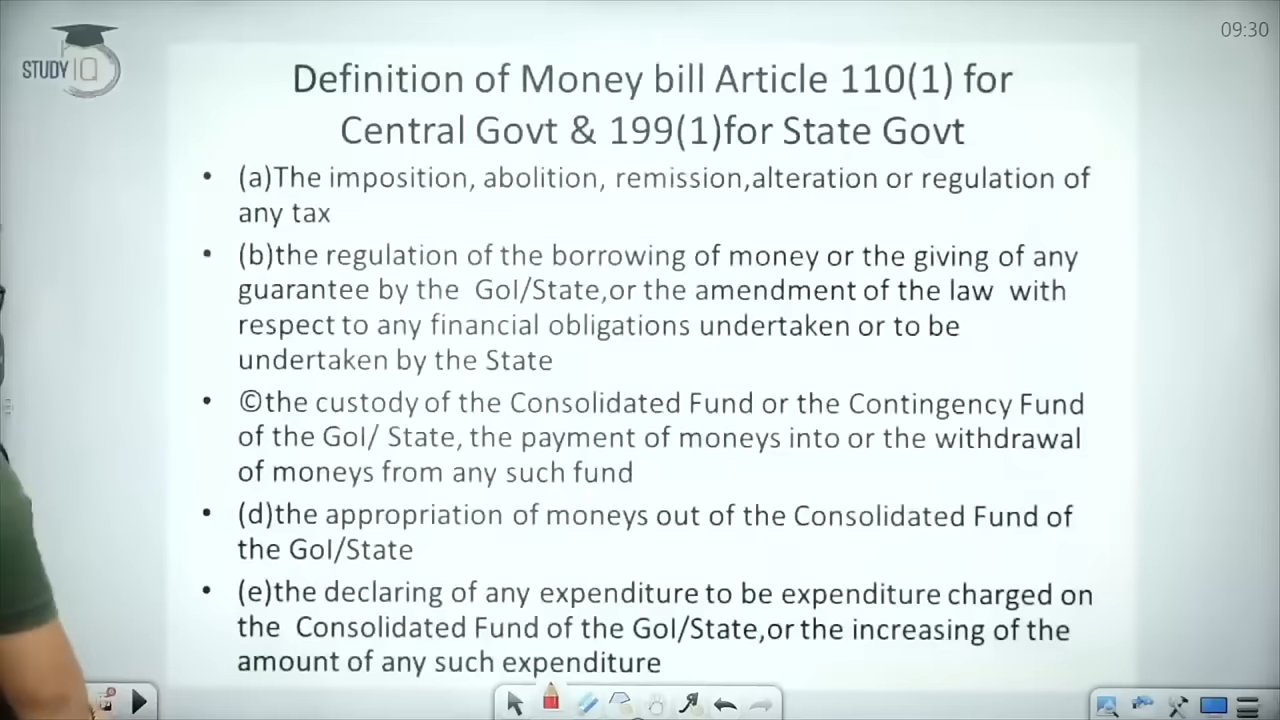 STUDY IQ
09:30
Definition of Money bill Article 110(1) for
Central Govt & 199(1)for State Govt
• (a)The imposition, abolition, remission,alteration or regulation of
any tax
• (b)the regulation of the borrowing of money or the giving of any
guarantee by the GoI/State,or the amendment of the law with
respect to any financial obligations undertaken or to be
undertaken by the State
• ©the custody of the Consolidated Fund or the Contingency Fund
of the GoI/ State, the payment of moneys into or the withdrawal
of moneys from any such fund
• (d)the appropriation of moneys out of the Consolidated Fund of
the GoI/State
• (e)the declaring of any expenditure to be expenditure charged on
the Consolidated Fund of the GoI/State,or the increasing of the
amount of any such expenditure